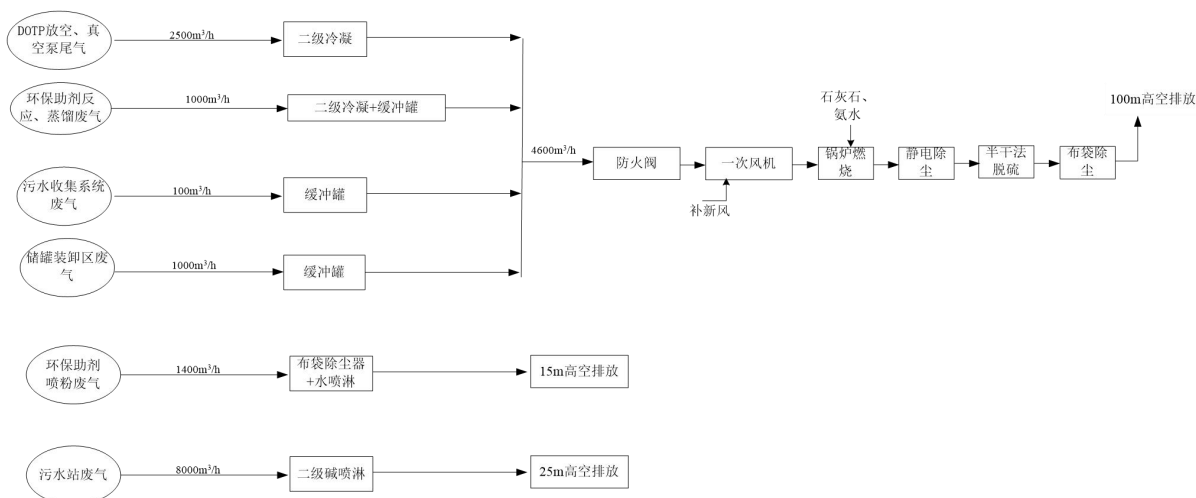 DOTP放空、真
空泵尾气
2500m³/h
二级冷凝
环保助剂反
应、蒸馏废气
1000m³/h
二级冷凝+缓冲罐
污水收集系统
废气
100m³/h
缓冲罐
储罐装卸区废
气
1000m³/h
缓冲罐
4600m³/h
防火阀
一次风机
补新风
石灰石、
氨水
锅炉燃
烧
静电除
尘
半干法
脱硫
布袋除
尘
100m高空排放
环保助剂
喷粉废气
1400m³/h
布袋除尘器
+水喷淋
15m高空排放
污水站废气
8000m³/h
二级碱喷淋
25m高空排放